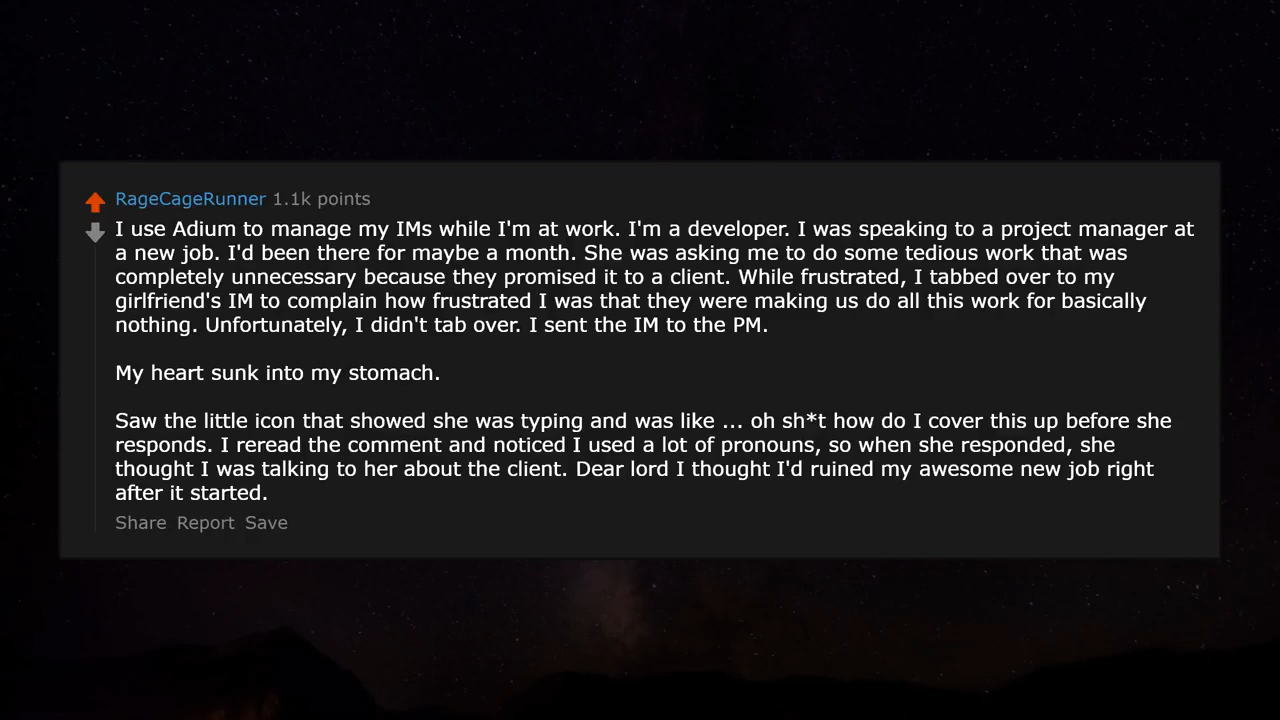 RageCageRunner 1.1k points
I use Adium to manage my IMs while I'm at work. I'm a developer. I was speaking to a project manager at
a new job. I'd been there for maybe a month. She was asking me to do some tedious work that was
completely unnecessary because they promised it to a client. While frustrated, I tabbed over to my
girlfriend's IM to complain how frustrated I was that they were making us do all this work for basically
nothing. Unfortunately, I didn't tab over. I sent the IM to the PM.
My heart sunk into my stomach.
Saw the little icon that showed she was typing and was like ... oh sh*t how do I cover this up before she
responds. I reread the comment and noticed I used a lot of pronouns, so when she responded, she
thought I was talking to her about the client. Dear lord I thought I'd ruined my awesome new job right
after it started.
Share Report Save